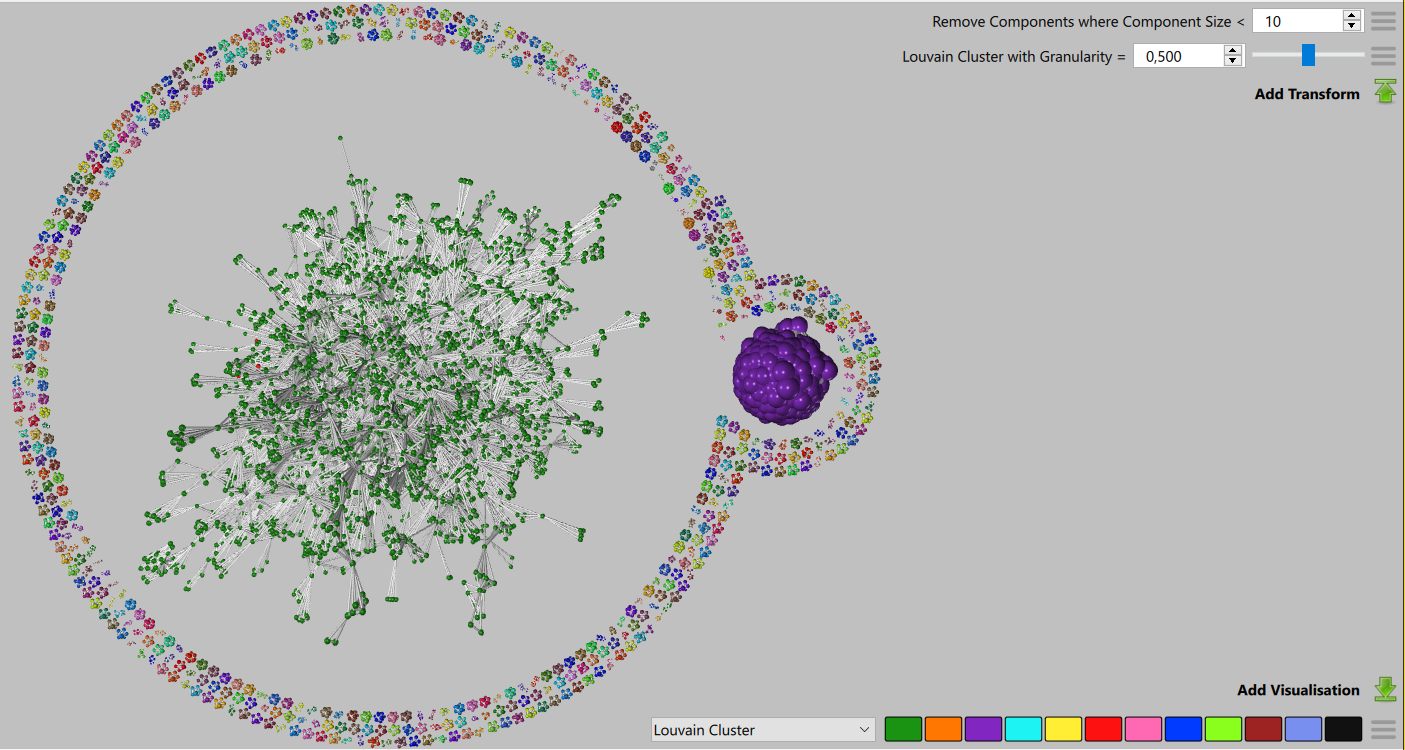 Remove Components where Component Size < 10
Louvain Cluster with Granularity = 0,500
Add Transform
Add Visualisation
Louvain Cluster